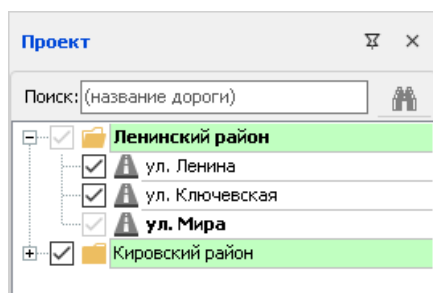 Проект
Поиск: (название дороги)
Ленинский район
ул. Ленина
ул. Ключевская
ул. Мира
Кировский район